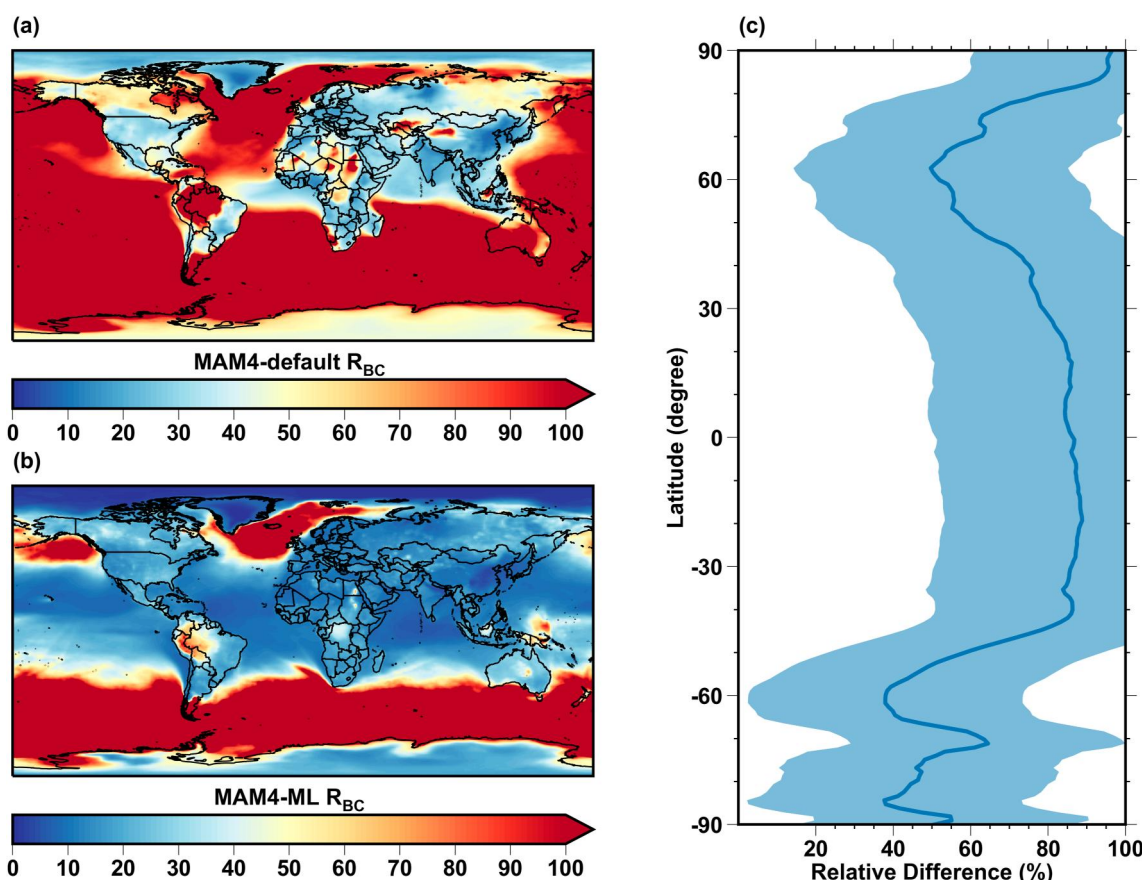 (a)
MAM4-default R_BC
0 10 20 30 40 50 60 70 80 90 100
(b)
MAM4-ML R_BC
0 10 20 30 40 50 60 70 80 90 100
(c)
90
60
30
0
-30
-60
-90
Latitude (degree)
20 40 60 80 100
Relative Difference (%)